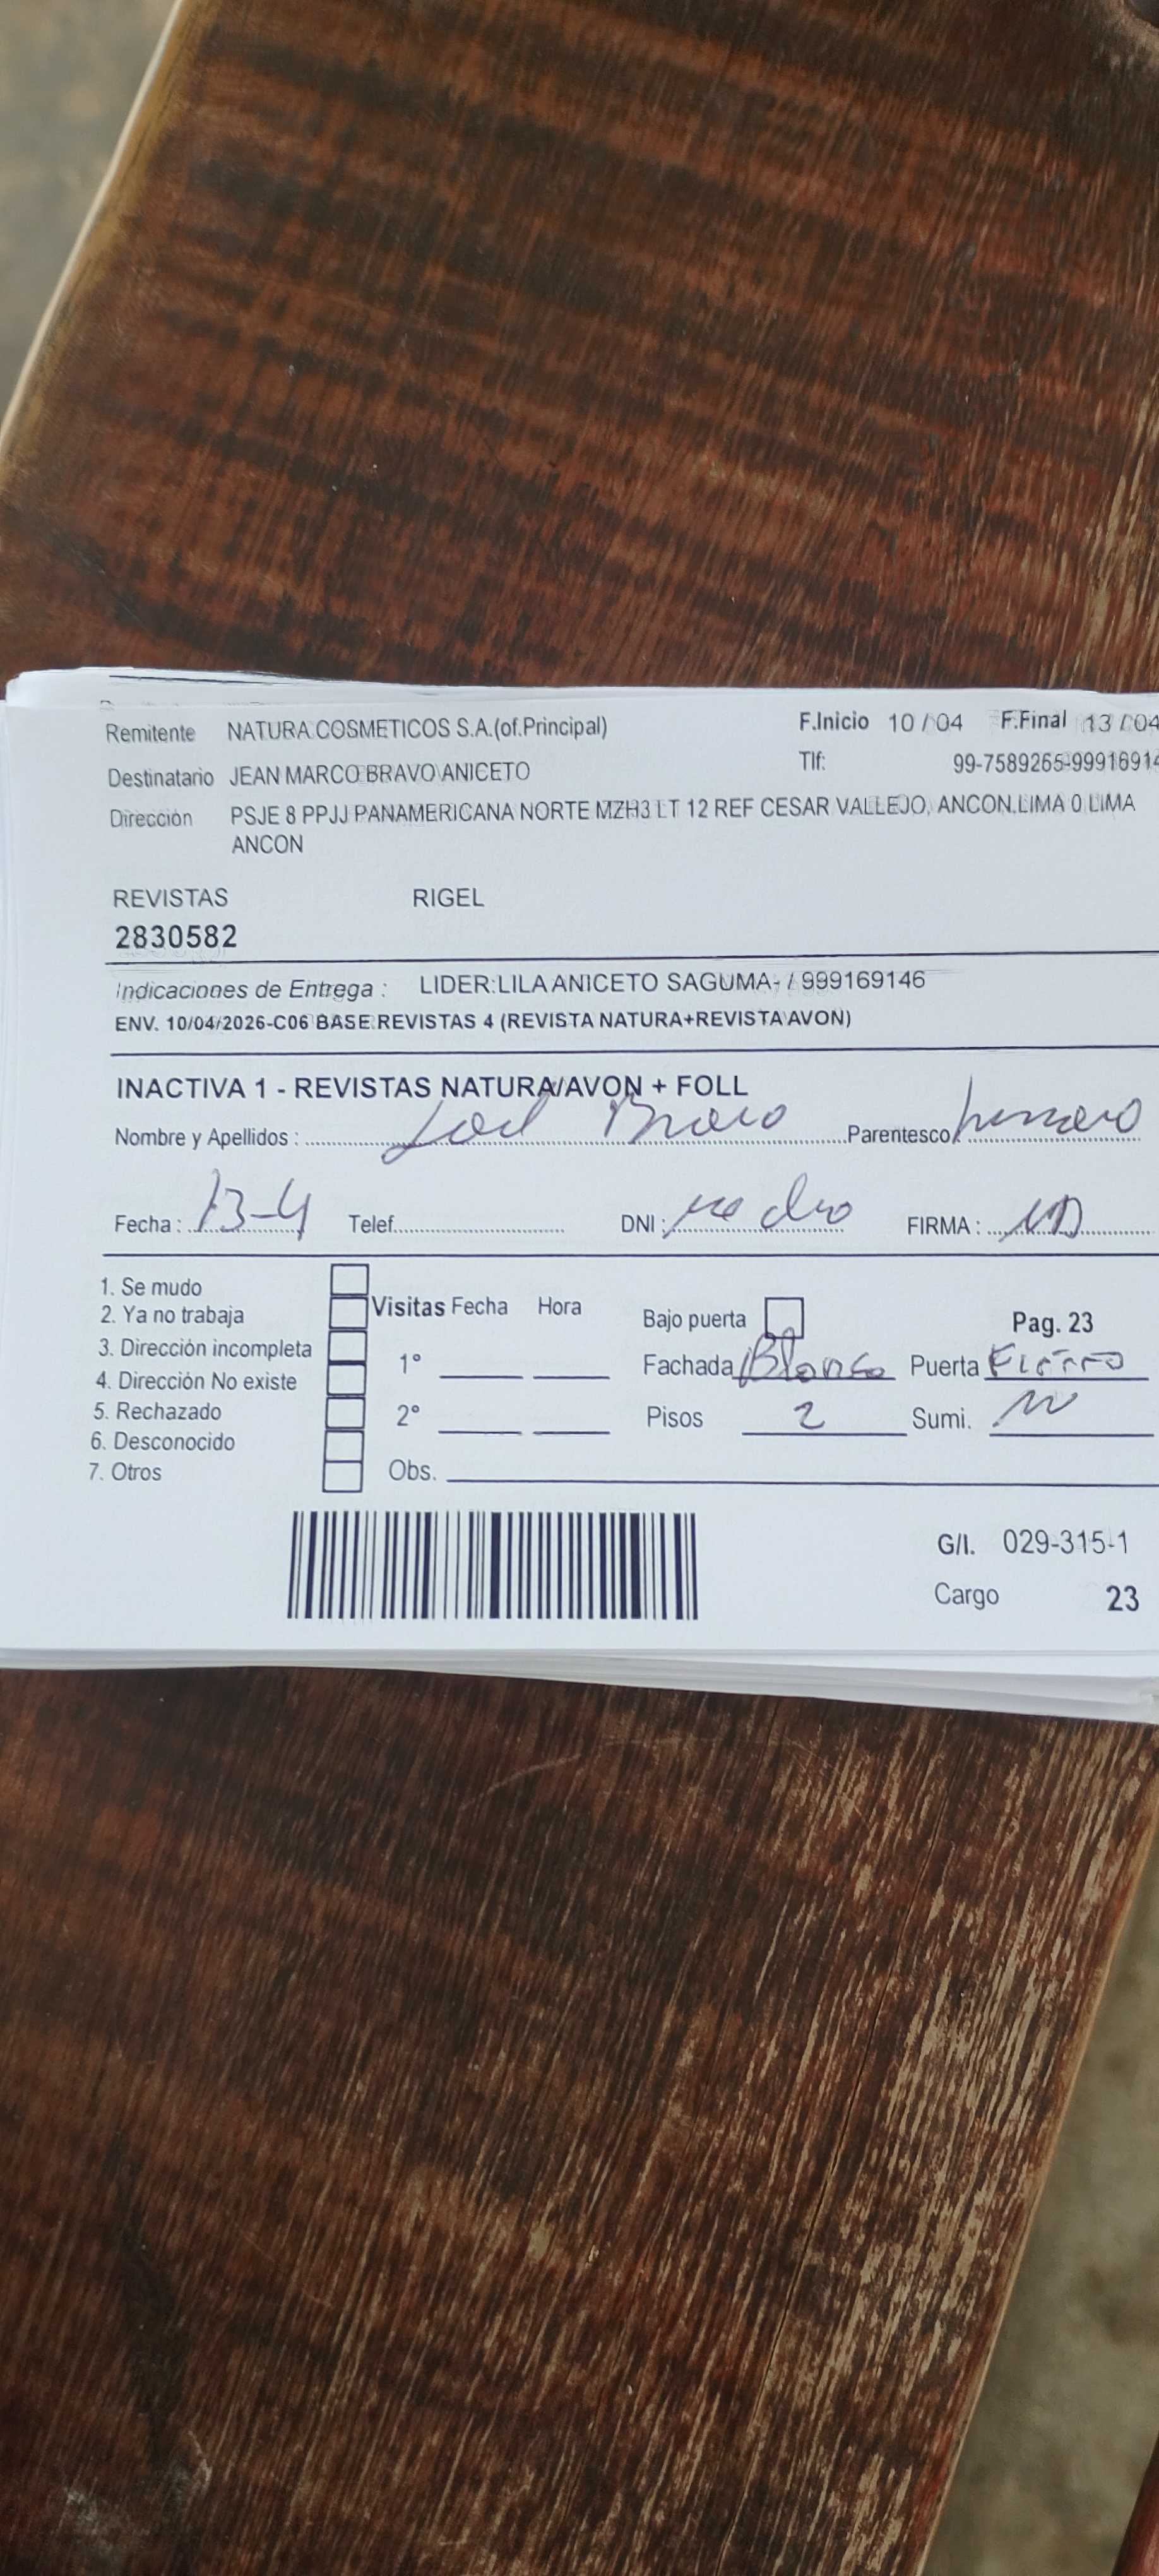 Remitente NATURA COSMETICOS S.A.(of.Principal) F.Inicio 10 / 04 F.Final 13 / 04
Destinatario JEAN MARCO BRAVO ANICETO Tlf: 99-7589265-99916914
Dirección PSJE 8 PPJJ PANAMERICANA NORTE MZH3 LT 12 REF CESAR VALLEJO, ANCON.LIMA 0 LIMA
ANCON
REVISTAS RIGEL
2830582
Indicaciones de Entrega : LIDER:LILA ANICETO SAGUMA- / 999169146
ENV. 10/04/2026-C06 BASE REVISTAS 4 (REVISTA NATURA+REVISTA AVON)
INACTIVA 1 - REVISTAS NATURA/AVON + FOLL
Nombre y Apellidos : Joel Bravo Parentesco hermano
Fecha : 13-4 Telef. DNI : FIRMA :
1. Se mudo
2. Ya no trabaja Visitas Fecha Hora Bajo puerta Pag. 23
3. Dirección incompleta 1° Fachada Blanco Puerta Fierro
4. Dirección No existe
5. Rechazado 2° Pisos 2 Sumi.
6. Desconocido
7. Otros Obs.
G/I. 029-315-1
Cargo 23